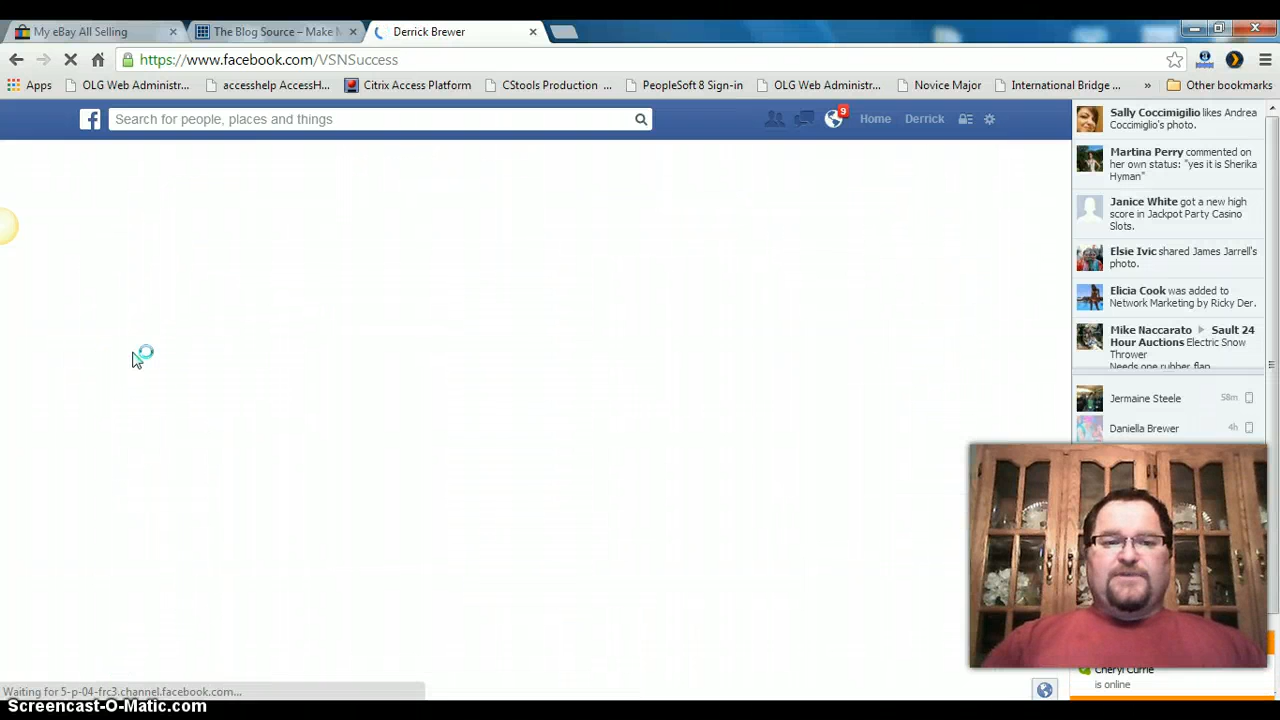 My eBay All Selling
The Blog Source – Make M
Derrick Brewer
https://www.facebook.com/VSNSuccess
Apps
OLG Web Administr...
accesshelp AccessH...
Citrix Access Platform
CStools Production ...
PeopleSoft 8 Sign-in
OLG Web Administr...
Novice Major
International Bridge ...
»
Other bookmarks
Search for people, places and things
9
Home
Derrick
Sally Coccimigilio likes Andrea
Coccimiglio's photo.
Martina Perry commented on
her own status: "yes it is Sherika
Hyman"
Janice White got a new high
score in Jackpot Party Casino
Slots.
Elsie Ivic shared James Jarrell's
photo.
Elicia Cook was added to
Network Marketing by Ricky Der.
Mike Naccarato ▶ Sault 24
Hour Auctions Electric Snow
Thrower
Needs one rubber flap
Jermaine Steele 58m
Daniella Brewer 4h
Cheryl Currie
is online
Waiting for 5-p-04-frc3.channel.facebook.com...
Screencast-O-Matic.com